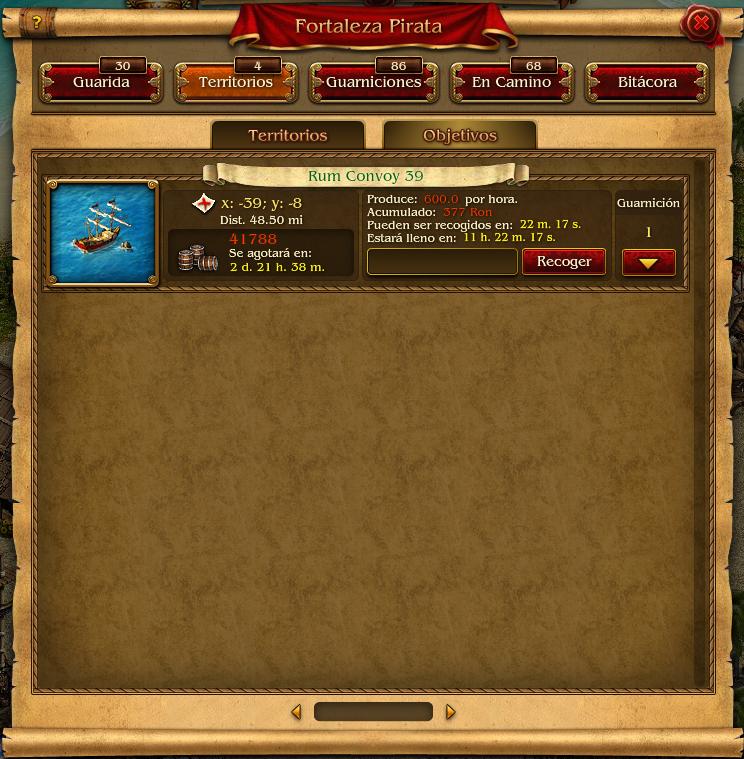 ?
Fortaleza Pirata
30
Guarida
4
Territorios
86
Guarniciones
68
En Camino
Bitácora
Territorios
Objetivos
Rum Convoy 39
x: -39; y: -8
Dist. 48.50 mi
41788
Se agotará en:
2 d. 21 h. 38 m.
Produce: 600.0 por hora.
Acumulado: 377 Ron
Pueden ser recogidos en: 22 m. 17 s.
Estará lleno en: 11 h. 22 m. 17 s.
Recoger
Guarnición
1